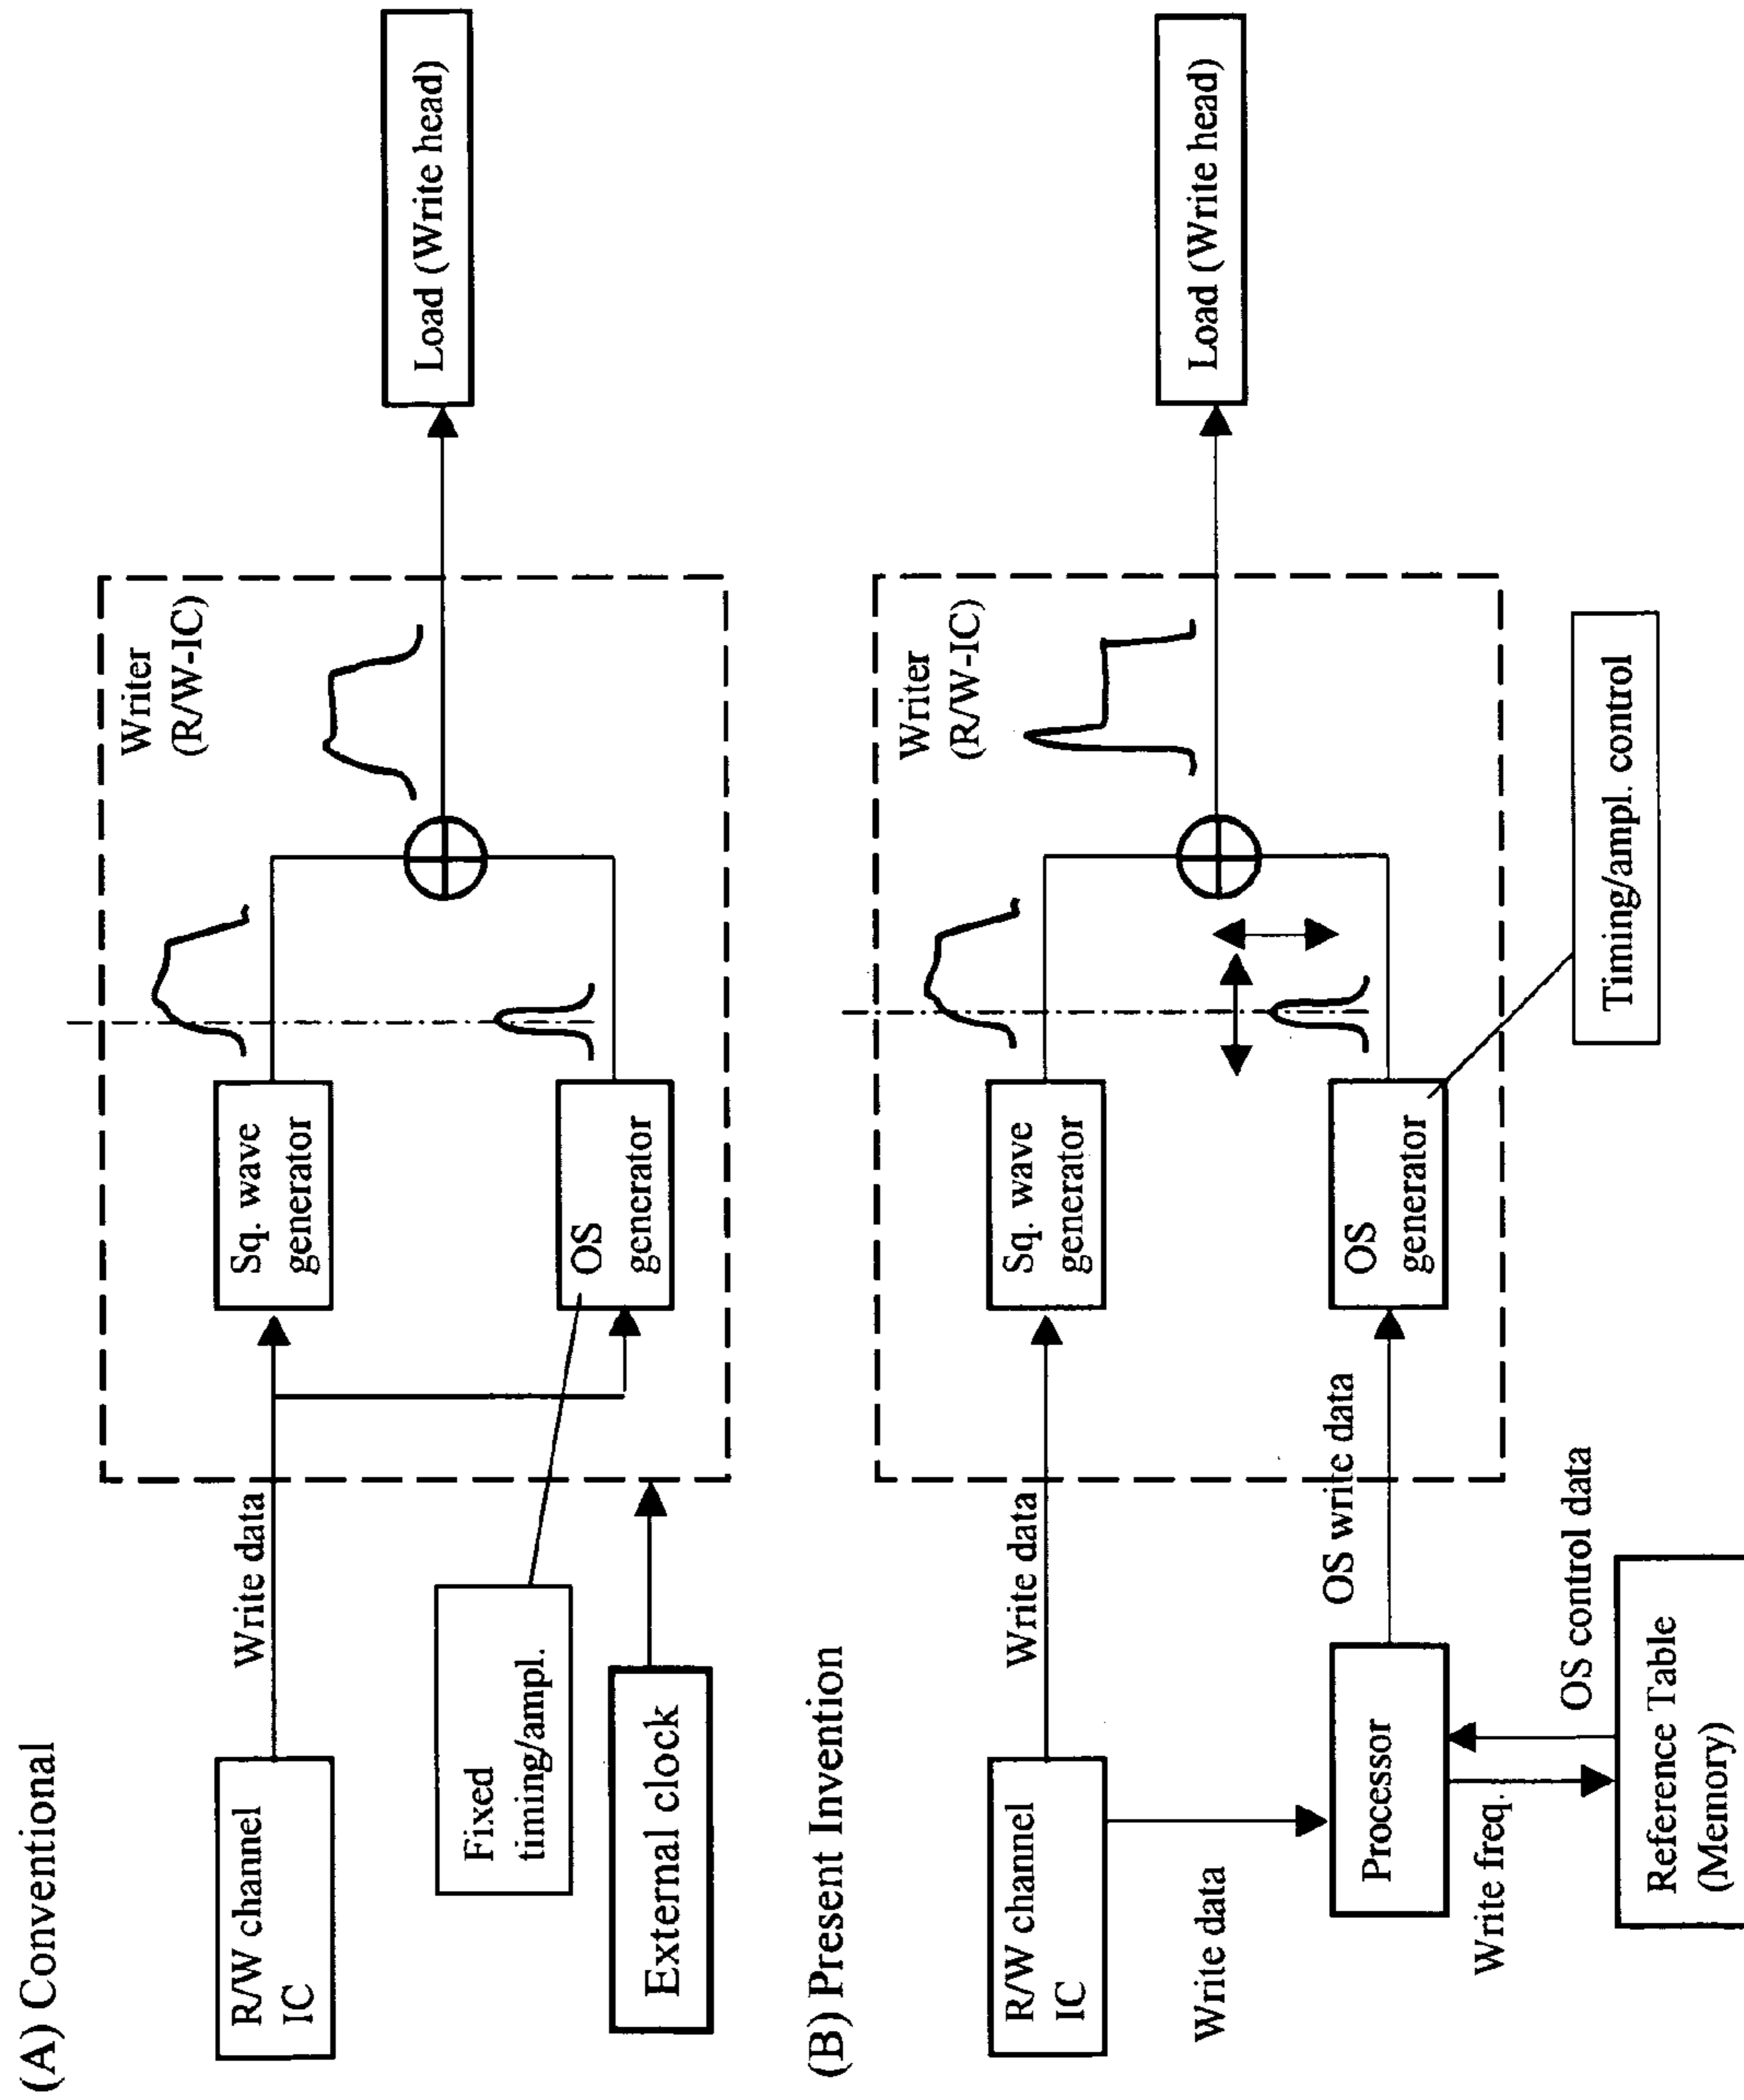 (A) Conventional
R/W channel
IC
Write data
Fixed
timing/ampl.
External clock
Sq. wave
generator
OS
generator
Writer
(R/W-IC)
Load (Write head)
(B) Present Invention
R/W channel
IC
Write data
Write data
Processor
Write freq.
OS control data
Reference Table
(Memory)
OS write data
Sq. wave
generator
OS
generator
Writer
(R/W-IC)
Timing/ampl. control
Load (Write head)